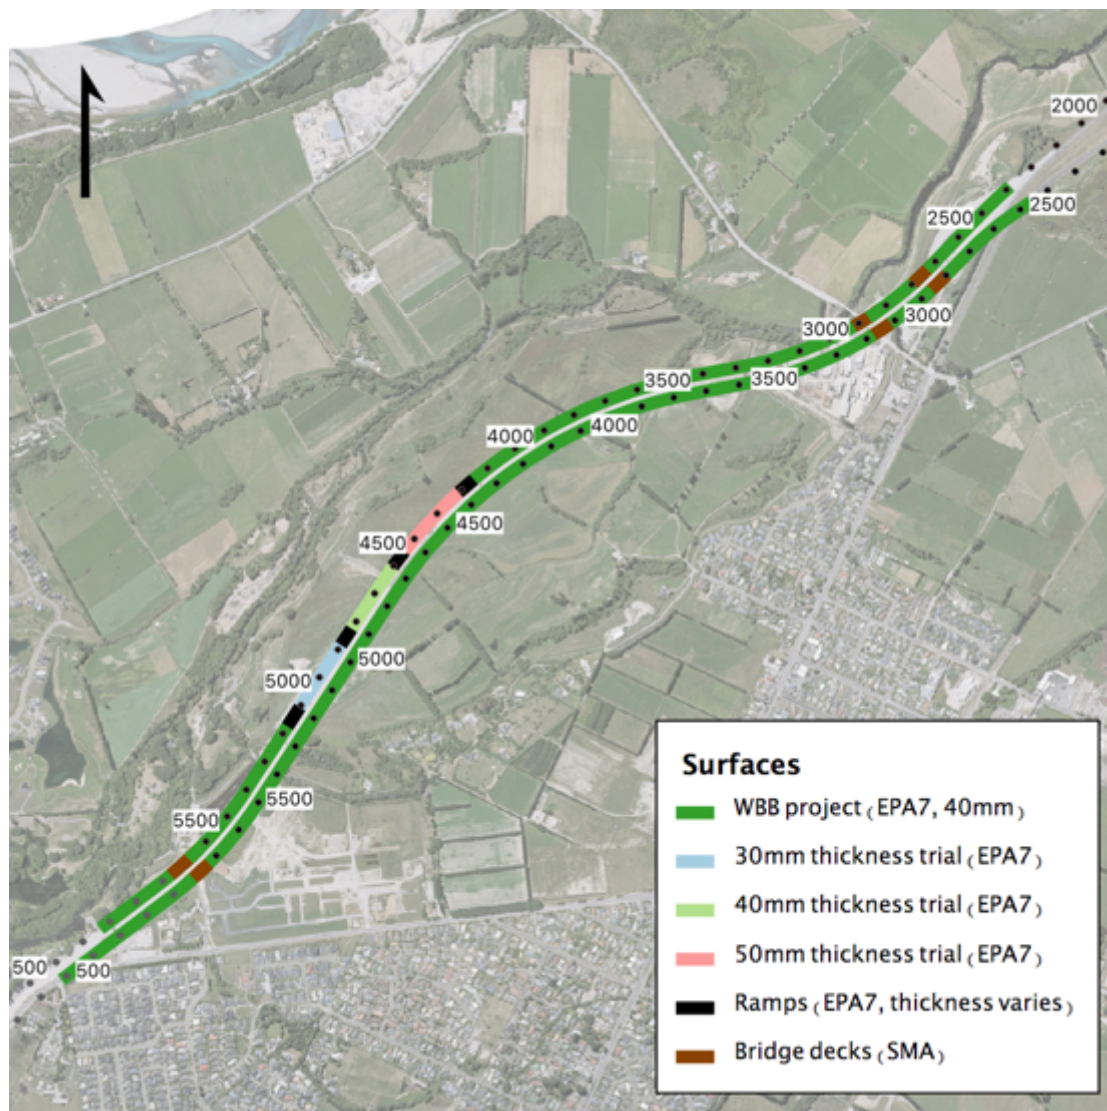 2000
2500
2500
3000
3000
3500
3500
4000
4000
4500
4500
5000
5000
5500
5500
500
500
Surfaces
WBB project (EPA7, 40mm)
30mm thickness trial (EPA7)
40mm thickness trial (EPA7)
50mm thickness trial (EPA7)
Ramps (EPA7, thickness varies)
Bridge decks (SMA)